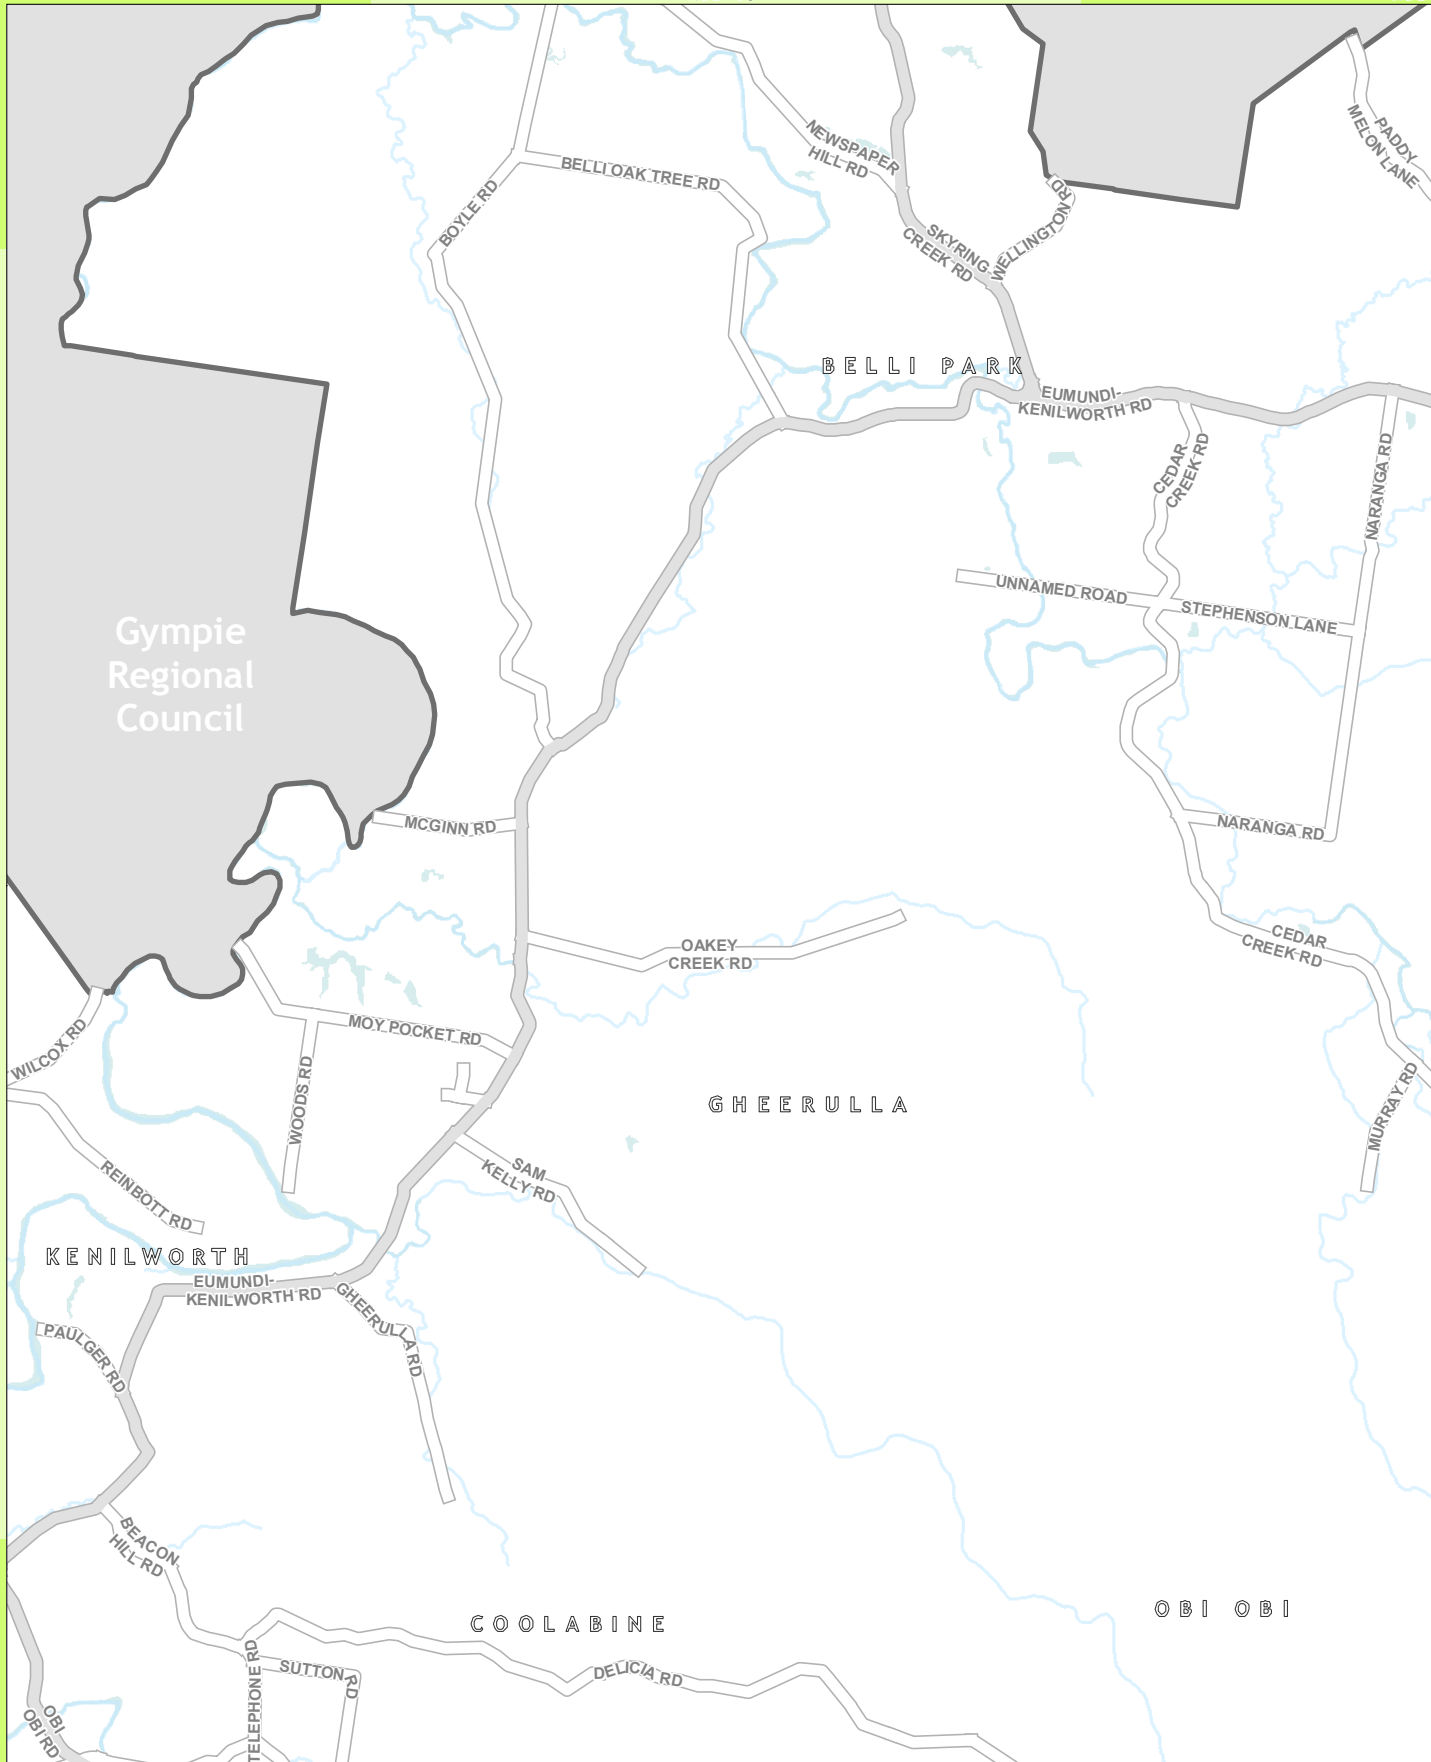 PADDY
MELON LANE
NEWSPAPER
HILL RD
BELLI OAK TREE RD
BOYLE RD
WELLINGTON RD
SKYRING
CREEK RD
BELLI PARK
EUMUNDI-
KENILWORTH RD
CEDAR
CREEK RD
NARANGA RD
UNNAMED ROAD
STEPHENSON LANE
Gympie
Regional
Council
MCGINN RD
NARANGA RD
OAKEY
CREEK RD
CEDAR
CREEK RD
MOY POCKET RD
WILCOX RD
WOODS RD
MURRAY RD
GHEERULLA
SAM
KELLY RD
REINBOTT RD
KENILWORTH
EUMUNDI-
KENILWORTH RD
GHEERULLA RD
PAULGER RD
BEACON
HILL RD
OBI OBI
COOLABINE
TELEPHONE RD
SUTTON RD
DELICIA RD
OBI
OBI RD